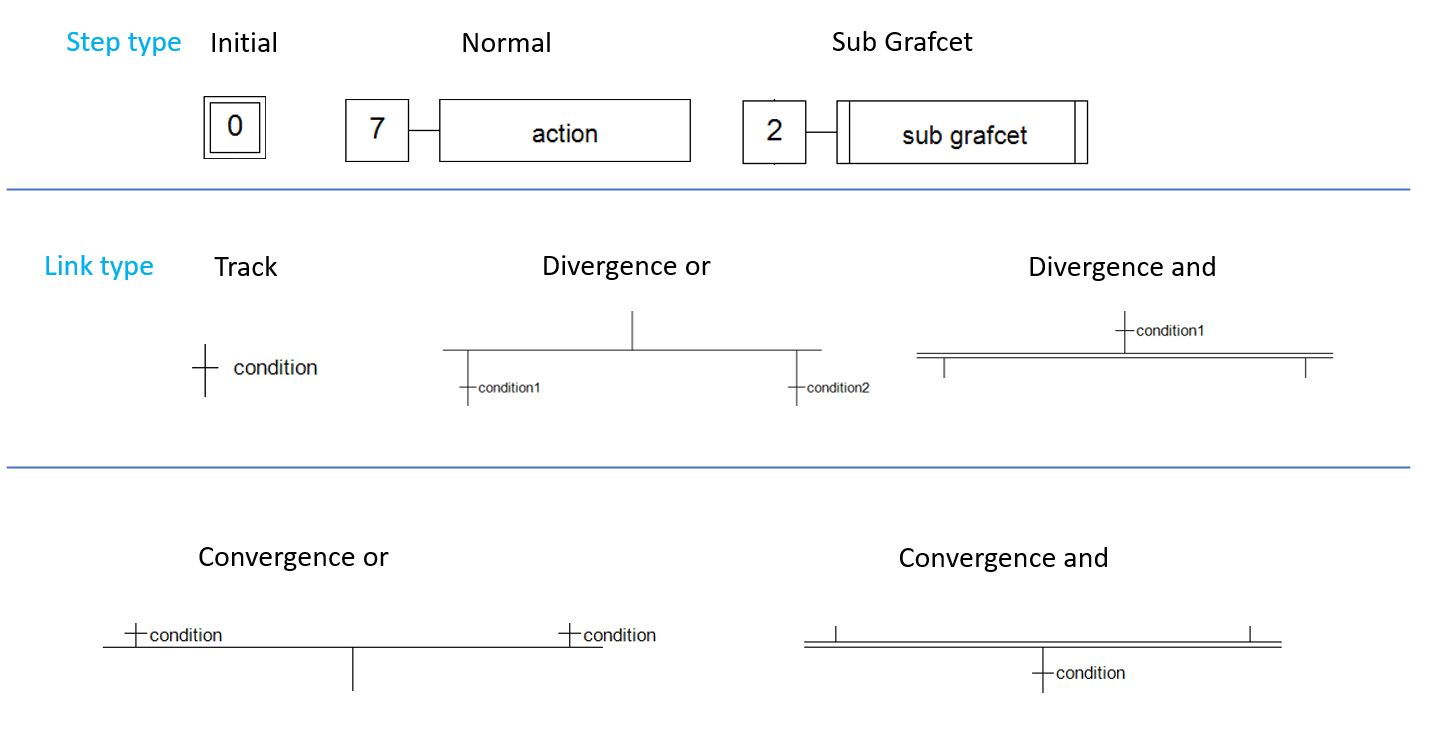 Step type Initial Normal Sub Grafcet
0 7 action 2 sub grafcet
Link type Track Divergence or Divergence and
condition1
condition condition1 condition2
Convergence or Convergence and
condition condition
condition